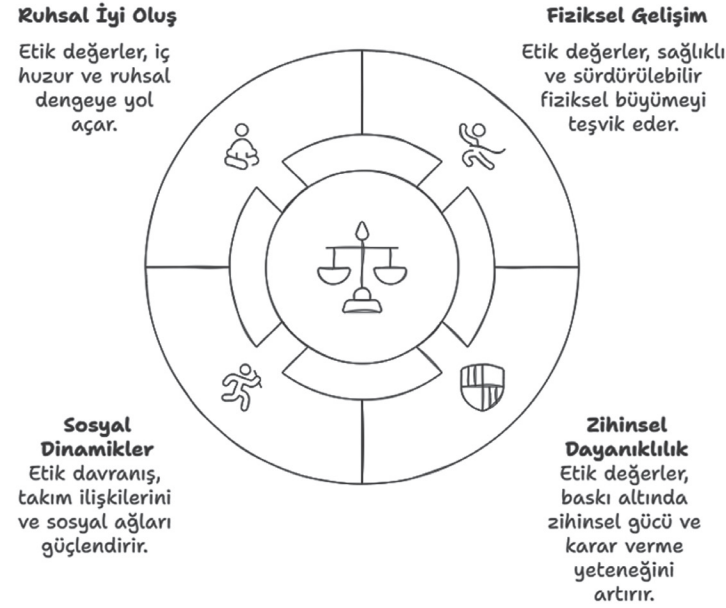 Ruhsal İyi Oluş
Etik değerler, iç
huzur ve ruhsal
dengeye yol
açar.
Fiziksel Gelişim
Etik değerler, sağlıklı
ve sürdürülebilir
fiziksel büyümeyi
teşvik eder.
Sosyal
Dinamikler
Etik davranış,
takım ilişkilerini
ve sosyal ağları
güçlendirir.
Zihinsel
Dayanıklılık
Etik değerler,
baskı altında
zihinsel gücü ve
karar verme
yeteneğini
artırır.